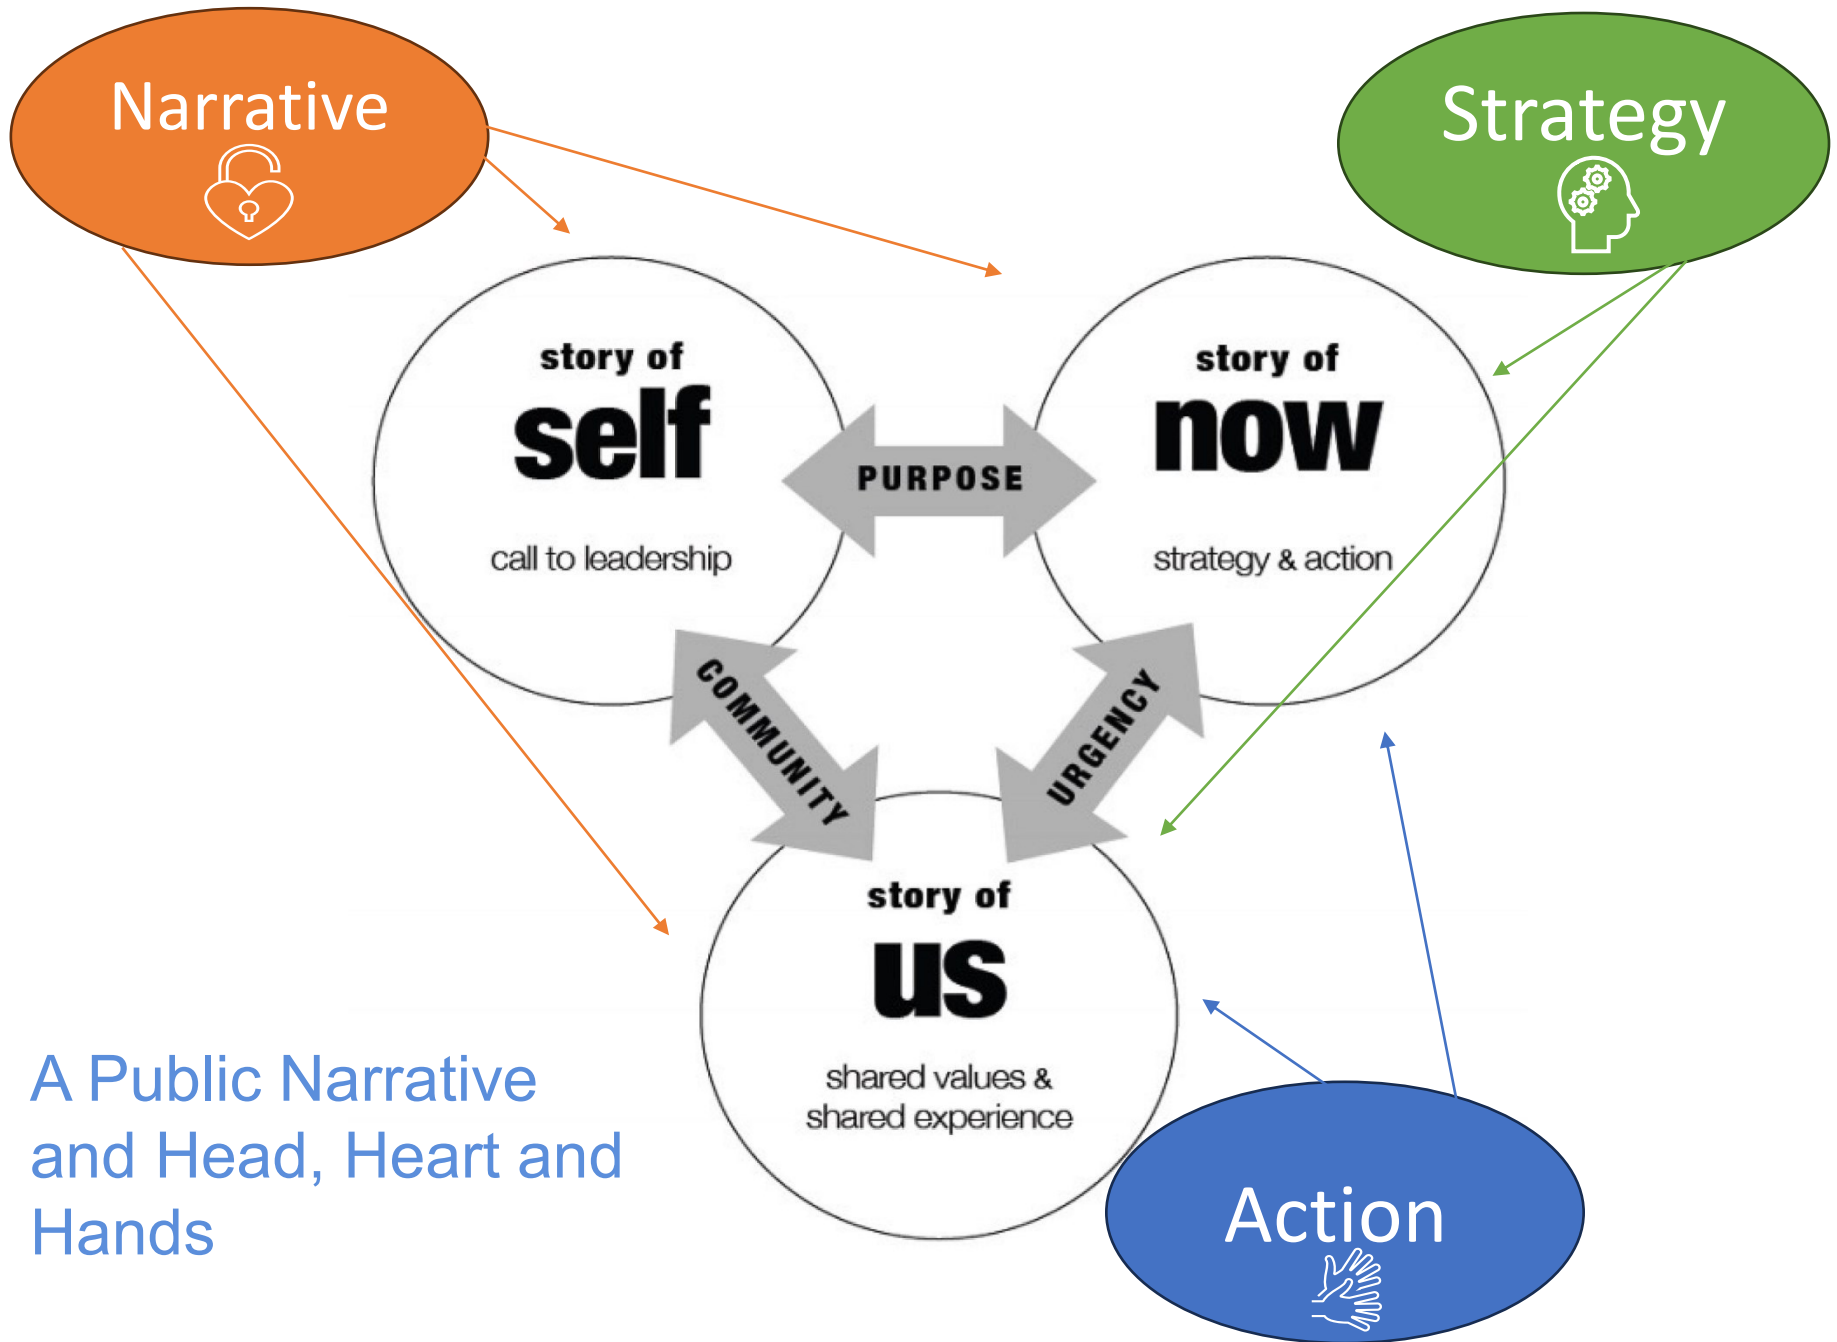 Narrative
Strategy
story of
self
call to leadership
PURPOSE
story of
now
strategy & action
COMMUNITY
URGENCY
story of
us
shared values &
shared experience
A Public Narrative
and Head, Heart and
Hands
Action